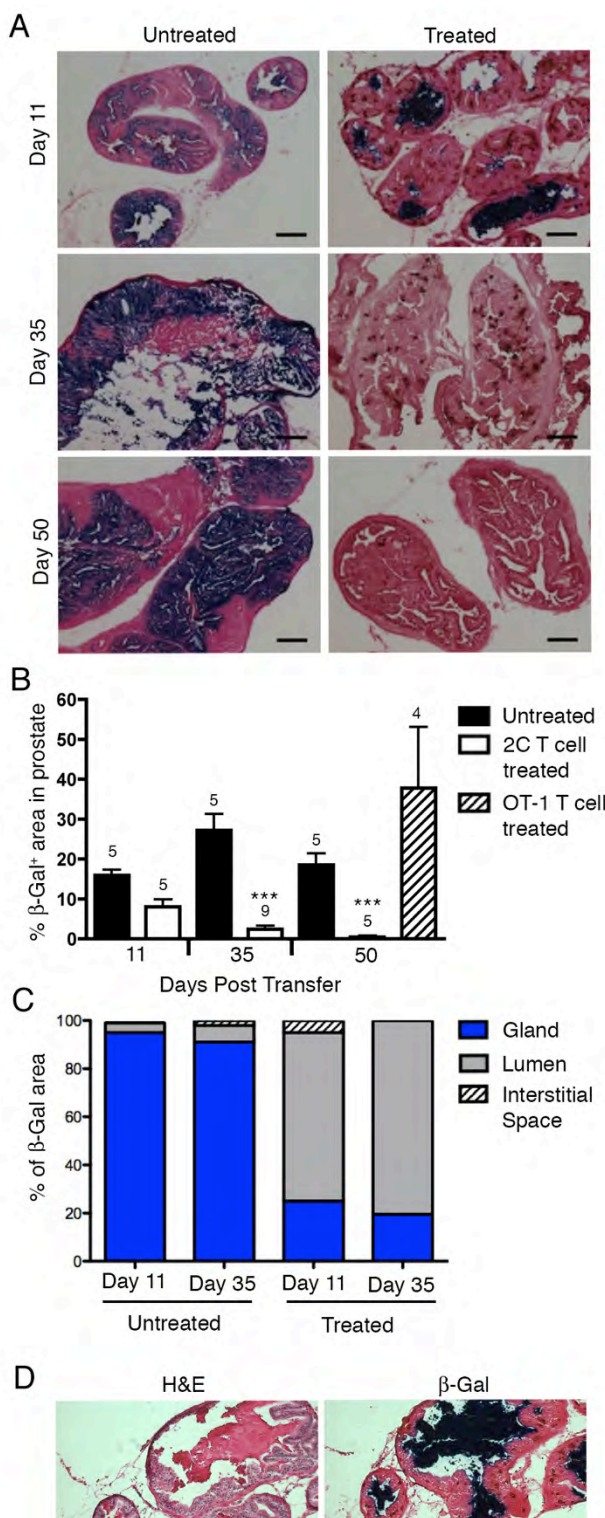 A
Untreated Treated
Day 11
Day 35
Day 50
B
% β-Gal⁺ area in prostate
60
50
40
30
20
10
0
5
5
5
***
9
5
***
5
4
11 35 50
Days Post Transfer
Untreated
2C T cell
treated
OT-1 T cell
treated
C
% of β-Gal area
100
80
60
40
20
0
Day 11 Day 35 Day 11 Day 35
Untreated Treated
Gland
Lumen
Interstitial
Space
D
H&E β-Gal